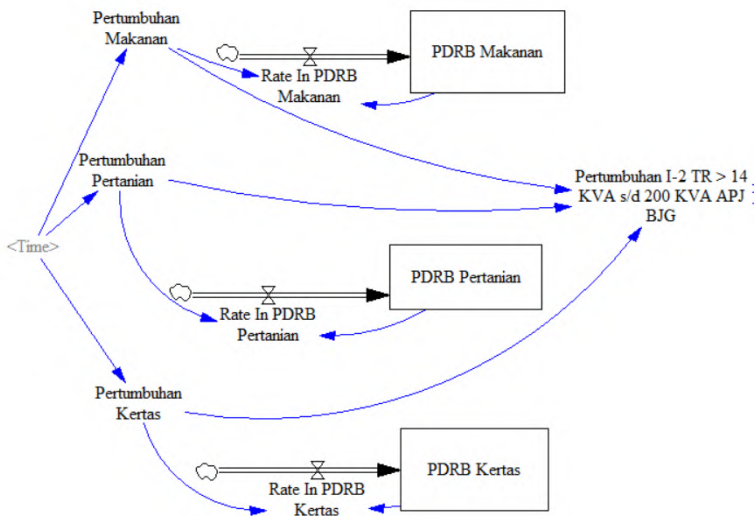 Pertumbuhan
Makanan
PDRB Makanan
Rate In PDRB
Makanan
Pertumbuhan
Pertanian
Pertumbuhan I-2 TR > 14
KVA s/d 200 KVA APJ
BJG
<Time>
PDRB Pertanian
Rate In PDRB
Pertanian
Pertumbuhan
Kertas
PDRB Kertas
Rate In PDRB
Kertas